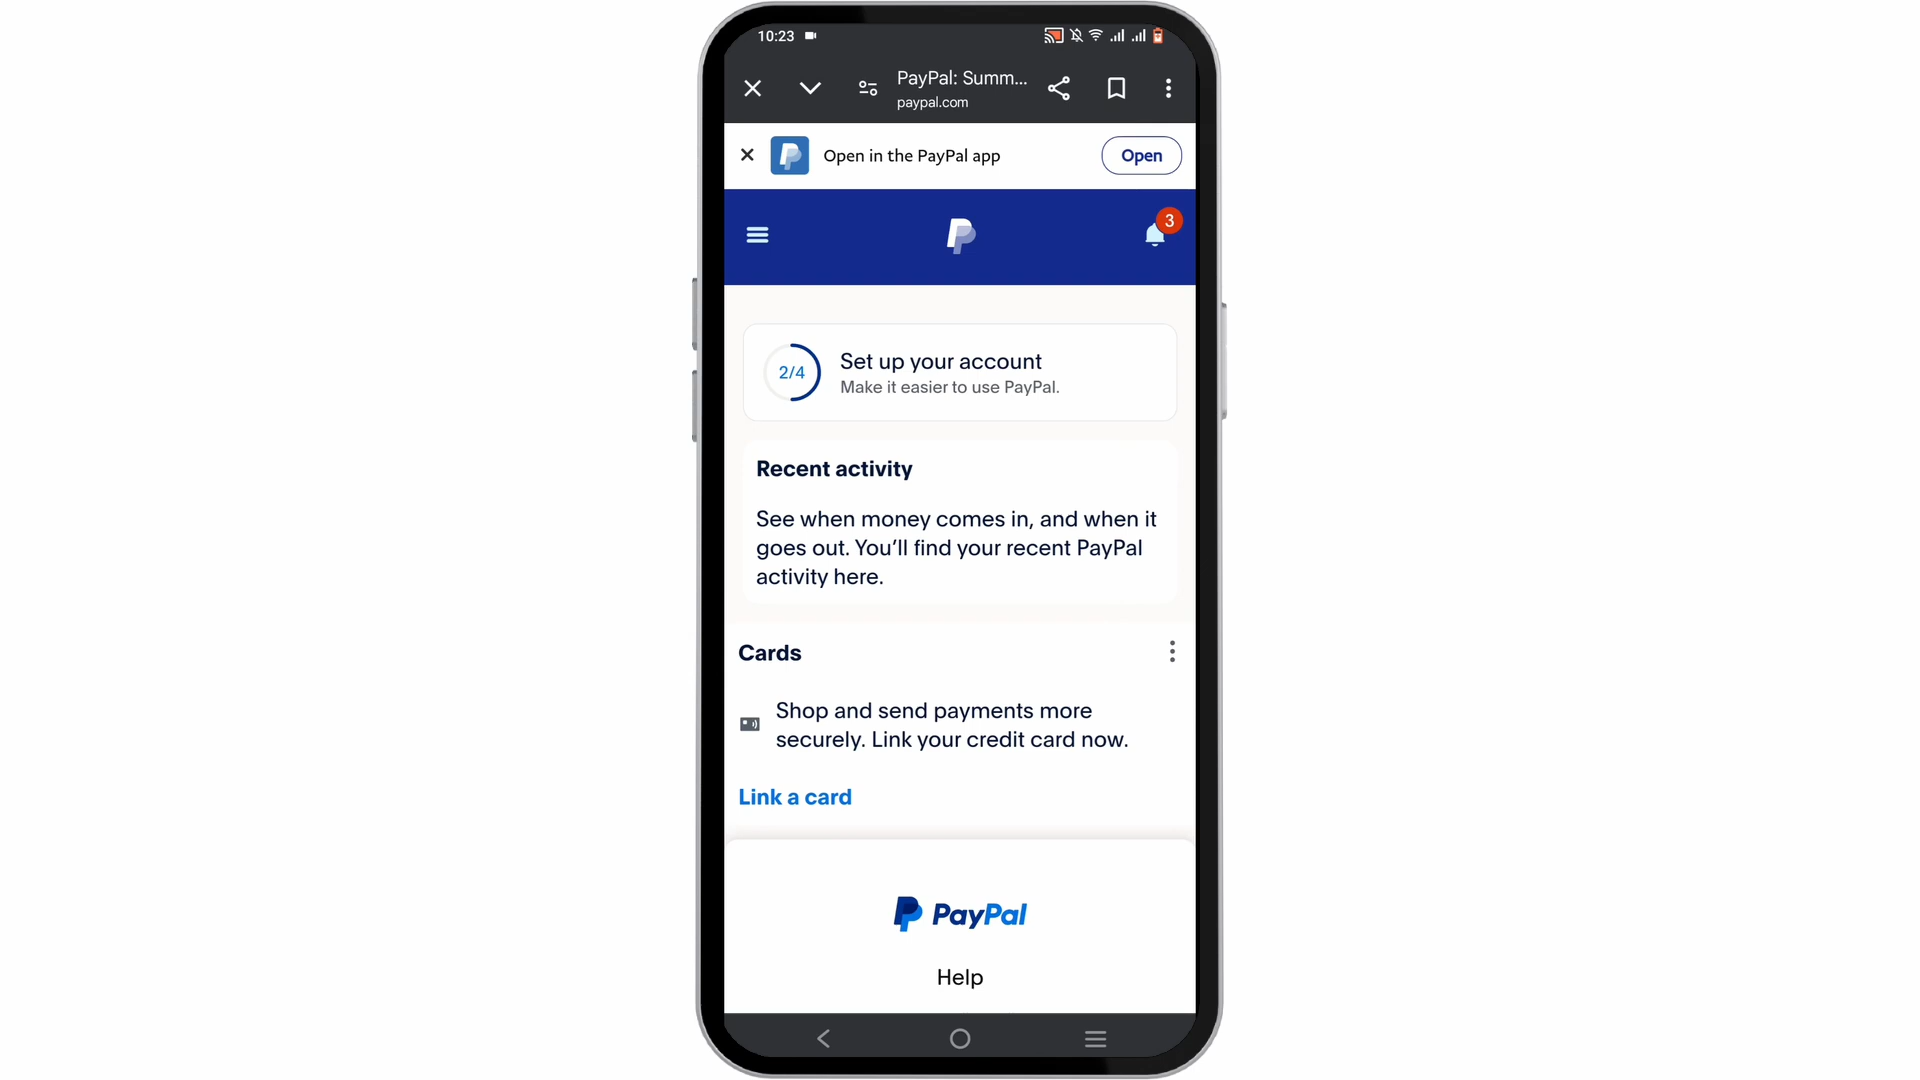 10:23
PayPal: Summ...
paypal.com
Open in the PayPal app
Open
3
2/4
Set up your account
Make it easier to use PayPal.
Recent activity
See when money comes in, and when it
goes out. You’ll find your recent PayPal
activity here.
Cards
Shop and send payments more
securely. Link your credit card now.
Link a card
PayPal
Help